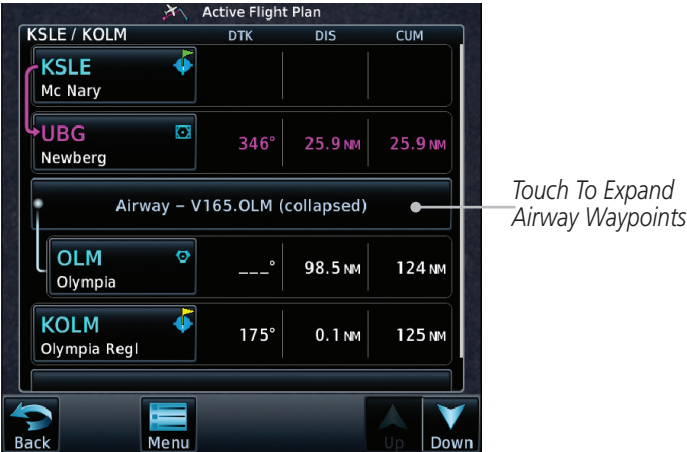 Active Flight Plan
KSLE / KOLM DTK DIS CUM
KSLE
Mc Nary
UBG 346° 25.9 NM 25.9 NM
Newberg
Airway – V165.OLM (collapsed)
Touch To Expand
Airway Waypoints
OLM ___° 98.5 NM 124 NM
Olympia
KOLM 175° 0.1 NM 125 NM
Olympia Regl
Back Menu Up Down